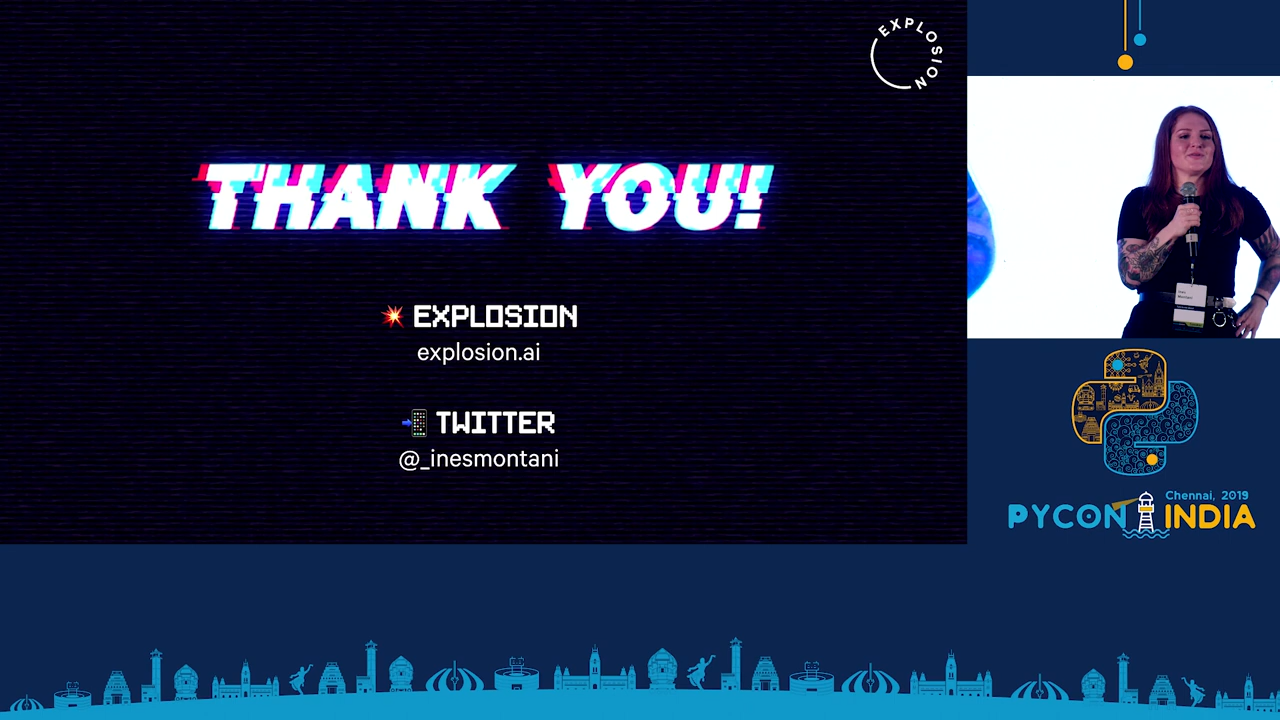 EXPLOSION
THANK YOU!
💥 EXPLOSION
explosion.ai
📲 TWITTER
@_inesmontani
Chennai, 2019
PYCON INDIA